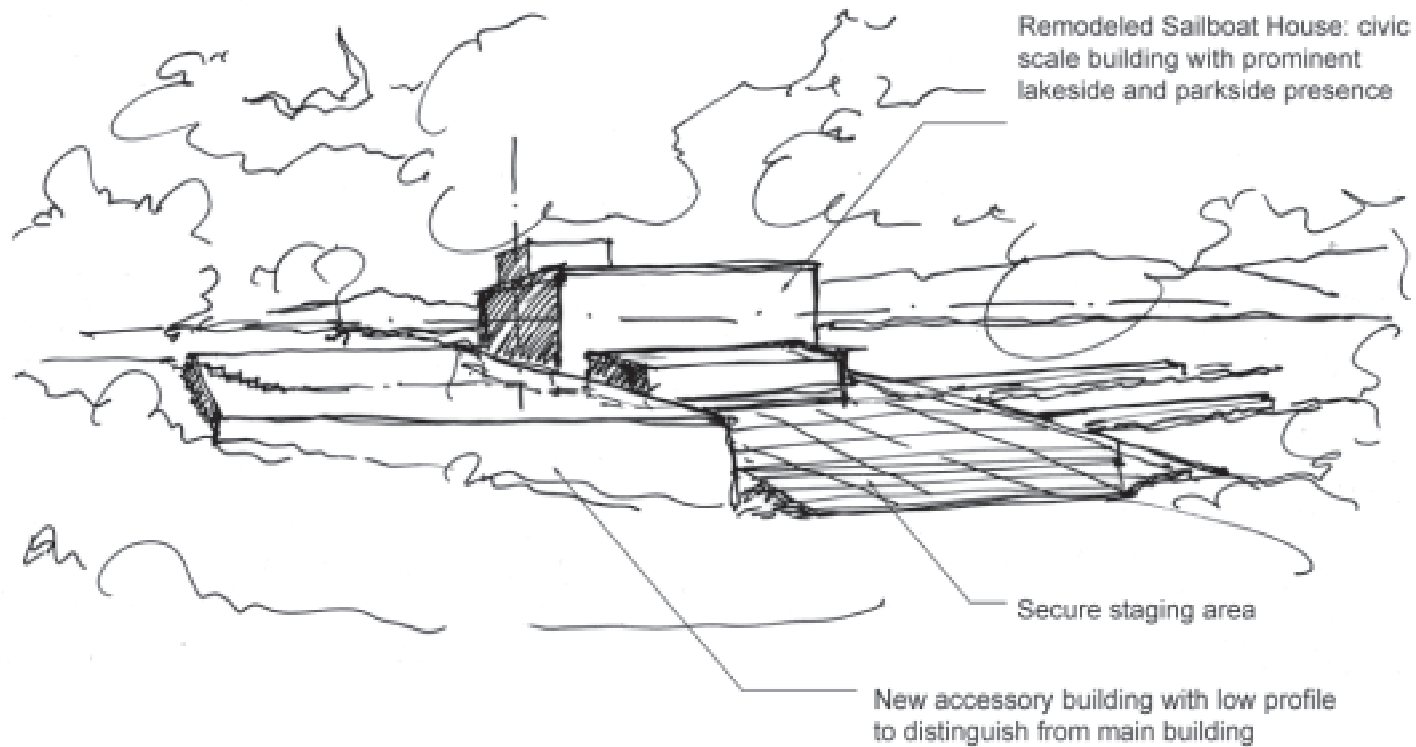 Remodeled Sailboat House: civic
scale building with prominent
lakeside and parkside presence
Secure staging area
New accessory building with low profile
to distinguish from main building